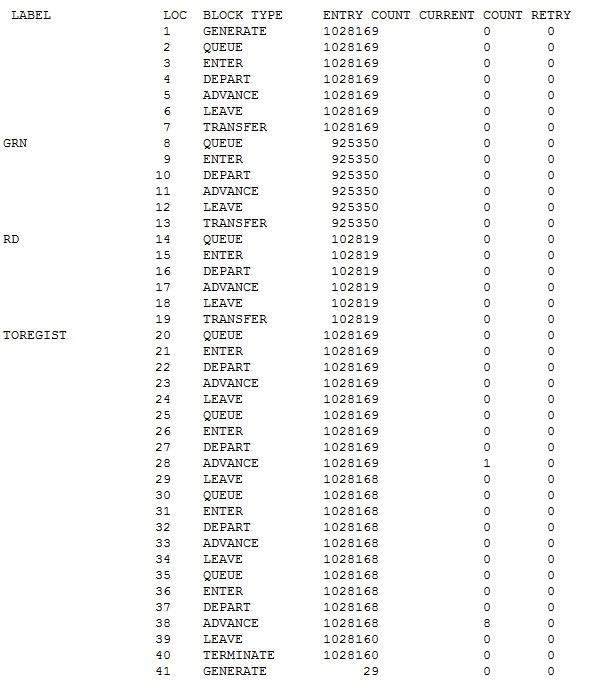 LABEL LOC BLOCK TYPE ENTRY COUNT CURRENT COUNT RETRY
1 GENERATE 1028169 0 0
2 QUEUE 1028169 0 0
3 ENTER 1028169 0 0
4 DEPART 1028169 0 0
5 ADVANCE 1028169 0 0
6 LEAVE 1028169 0 0
7 TRANSFER 1028169 0 0
GRN 8 QUEUE 925350 0 0
9 ENTER 925350 0 0
10 DEPART 925350 0 0
11 ADVANCE 925350 0 0
12 LEAVE 925350 0 0
13 TRANSFER 925350 0 0
RD 14 QUEUE 102819 0 0
15 ENTER 102819 0 0
16 DEPART 102819 0 0
17 ADVANCE 102819 0 0
18 LEAVE 102819 0 0
19 TRANSFER 102819 0 0
TOREGIST 20 QUEUE 1028169 0 0
21 ENTER 1028169 0 0
22 DEPART 1028169 0 0
23 ADVANCE 1028169 0 0
24 LEAVE 1028169 0 0
25 QUEUE 1028169 0 0
26 ENTER 1028169 0 0
27 DEPART 1028169 0 0
28 ADVANCE 1028169 1 0
29 LEAVE 1028168 0 0
30 QUEUE 1028168 0 0
31 ENTER 1028168 0 0
32 DEPART 1028168 0 0
33 ADVANCE 1028168 0 0
34 LEAVE 1028168 0 0
35 QUEUE 1028168 0 0
36 ENTER 1028168 0 0
37 DEPART 1028168 0 0
38 ADVANCE 1028168 8 0
39 LEAVE 1028160 0 0
40 TERMINATE 1028160 0 0
41 GENERATE 29 0 0